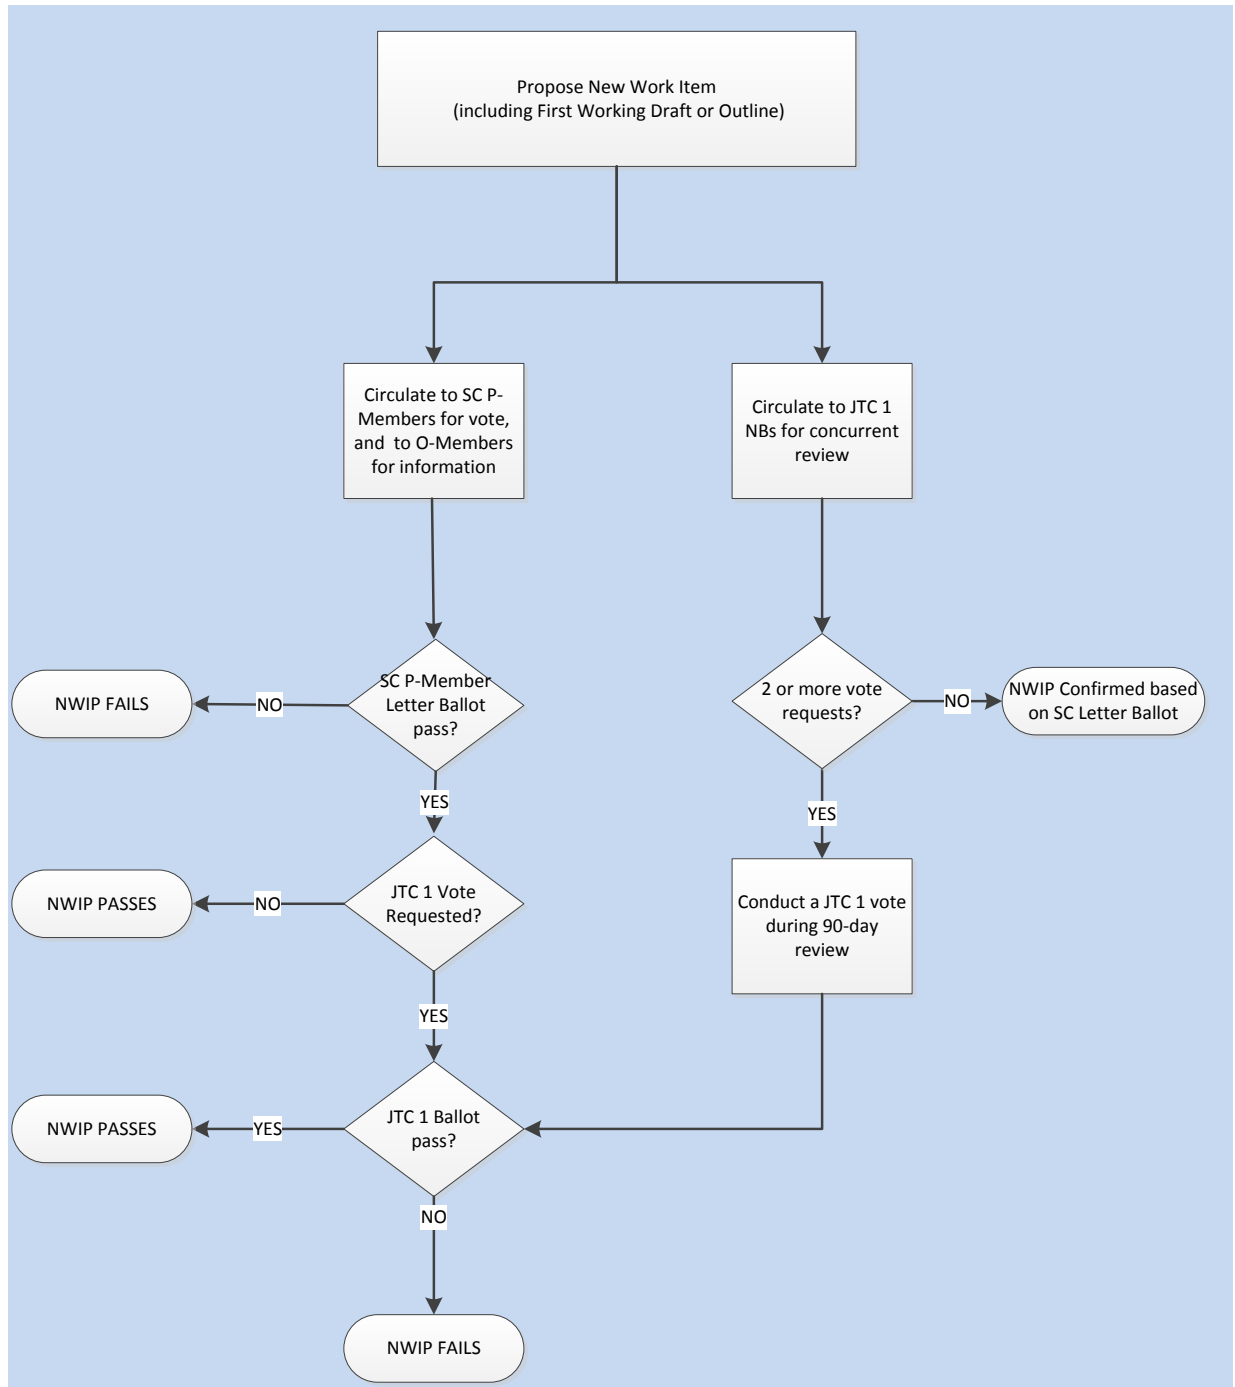 Propose New Work Item
(including First Working Draft or Outline)
Circulate to SC P-
Members for vote,
and to O-Members
for information
Circulate to JTC 1
NBs for concurrent
review
SC P-Member
Letter Ballot
pass?
NO
NWIP FAILS
2 or more vote
requests?
NO
NWIP Confirmed based
on SC Letter Ballot
YES
YES
JTC 1 Vote
Requested?
NO
NWIP PASSES
Conduct a JTC 1 vote
during 90-day
review
YES
JTC 1 Ballot
pass?
YES
NWIP PASSES
NO
NWIP FAILS